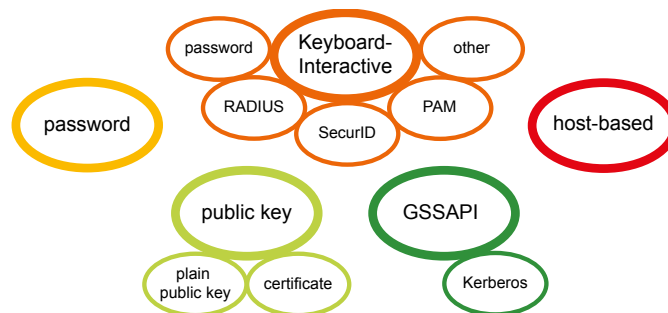 password
Keyboard-
Interactive
other
RADIUS
SecurID
PAM
password
host-based
public key
GSSAPI
plain
public key
certificate
Kerberos